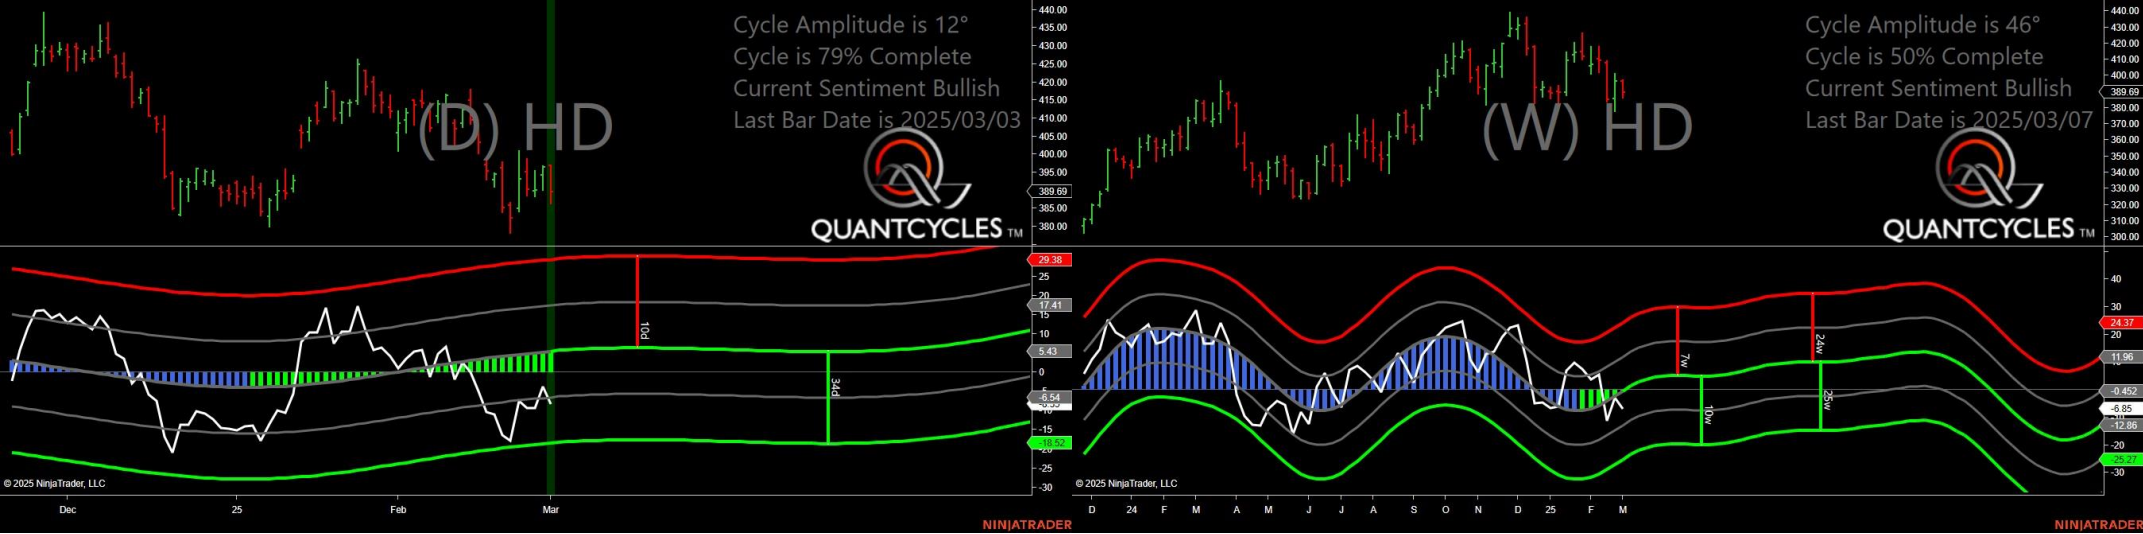 Cycle Amplitude is 12°
Cycle is 79% Complete
Current Sentiment Bullish
Last Bar Date is 2025/03/03
(D) HD
QUANTCYCLES TM
440.00
435.00
430.00
425.00
420.00
415.00
410.00
405.00
400.00
395.00
389.69
385.00
380.00
29.38
25
20
17.41
15
10
5.43
0
-6.54
-15
-18.52
-25
-30
10d
34d
© 2025 NinjaTrader, LLC
Dec
25
Feb
Mar
NINJATRADER
Cycle Amplitude is 46°
Cycle is 50% Complete
Current Sentiment Bullish
Last Bar Date is 2025/03/07
(W) HD
QUANTCYCLES TM
440.00
430.00
420.00
410.00
400.00
389.69
380.00
370.00
360.00
350.00
340.00
330.00
320.00
310.00
300.00
40
30
24.37
20
11.96
-0.452
-6.85
-12.86
-20
-25.27
-30
7w
10w
24w
25w
© 2025 NinjaTrader, LLC
D 24 F M A M J J A S O N D 25 F M
NINJATRADER